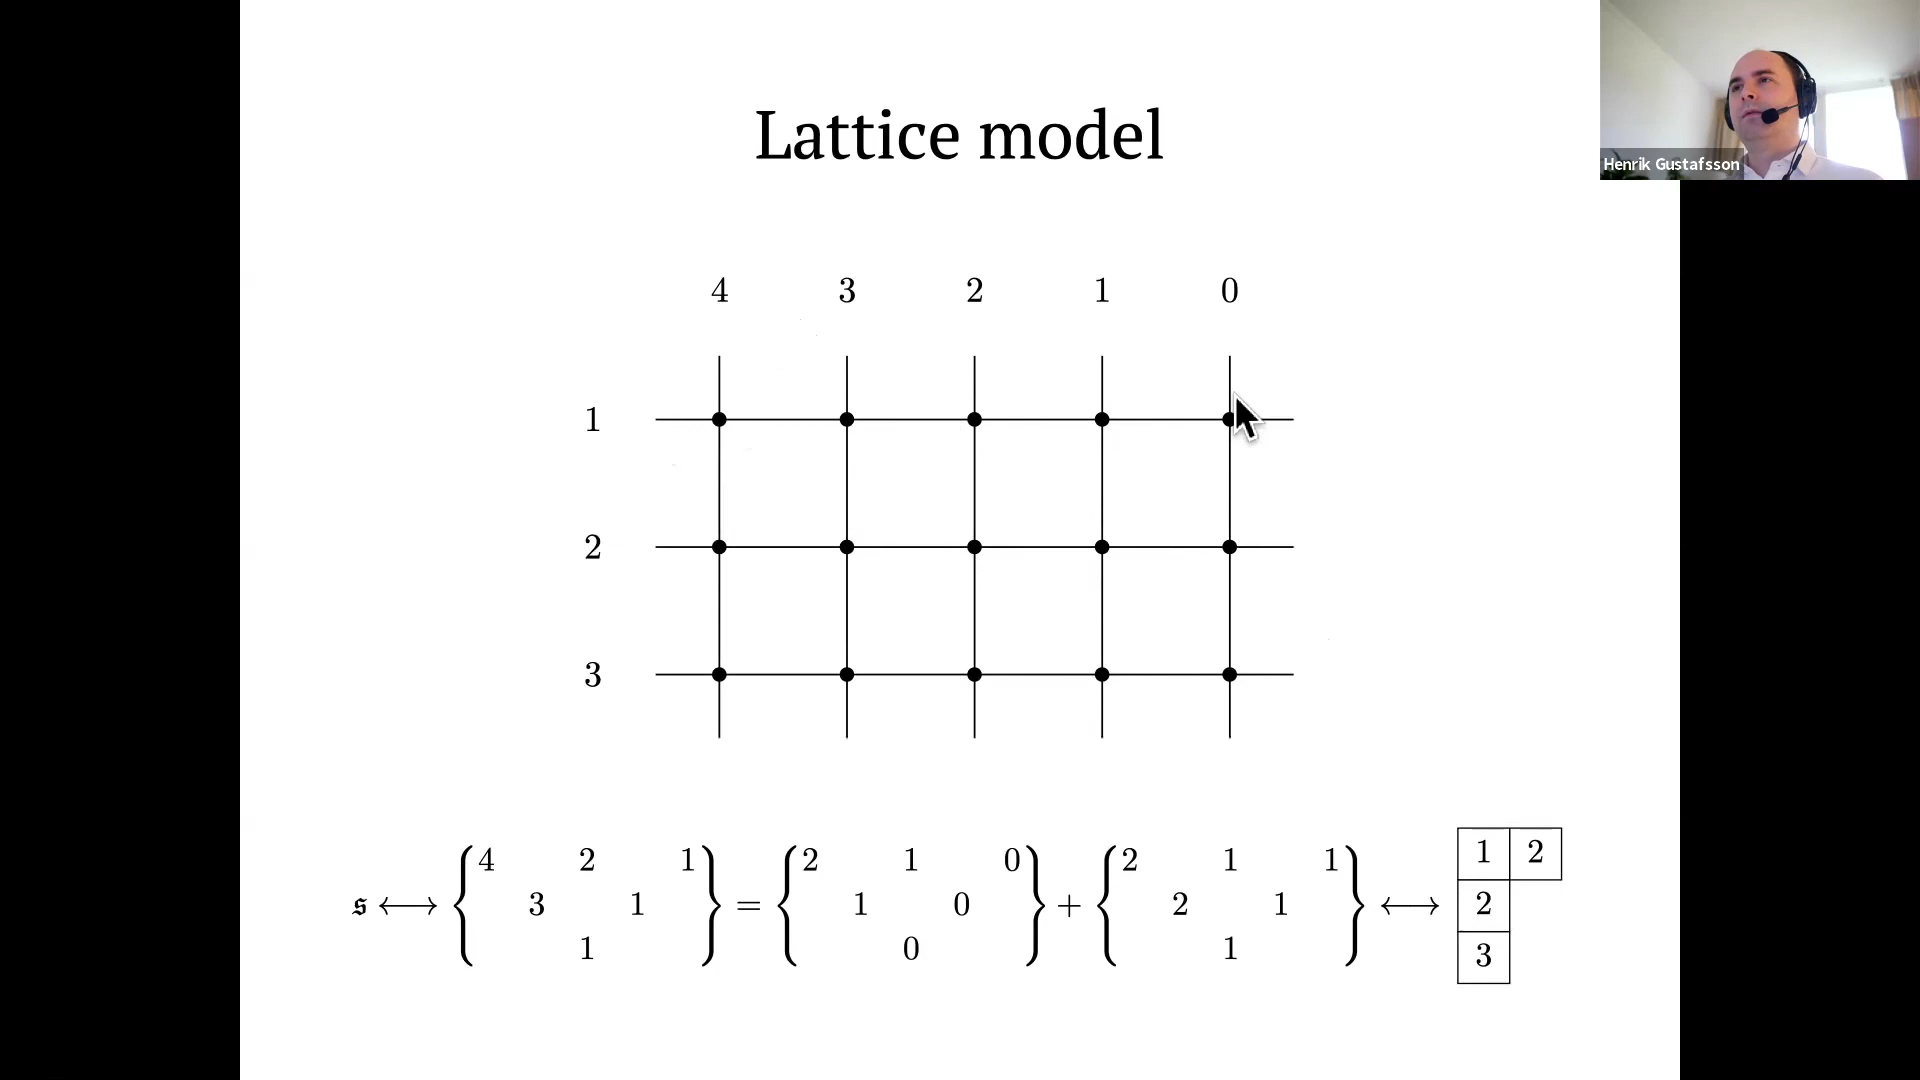 Lattice model
Henrik Gustafsson
4 3 2 1 0
1
2
3
4 2 1 2 1 0 2 1 1 1 2
𝔰 ⟷ { 3 1 } = { 1 0 } + { 2 1 } ⟷ 2
1 0 1 3